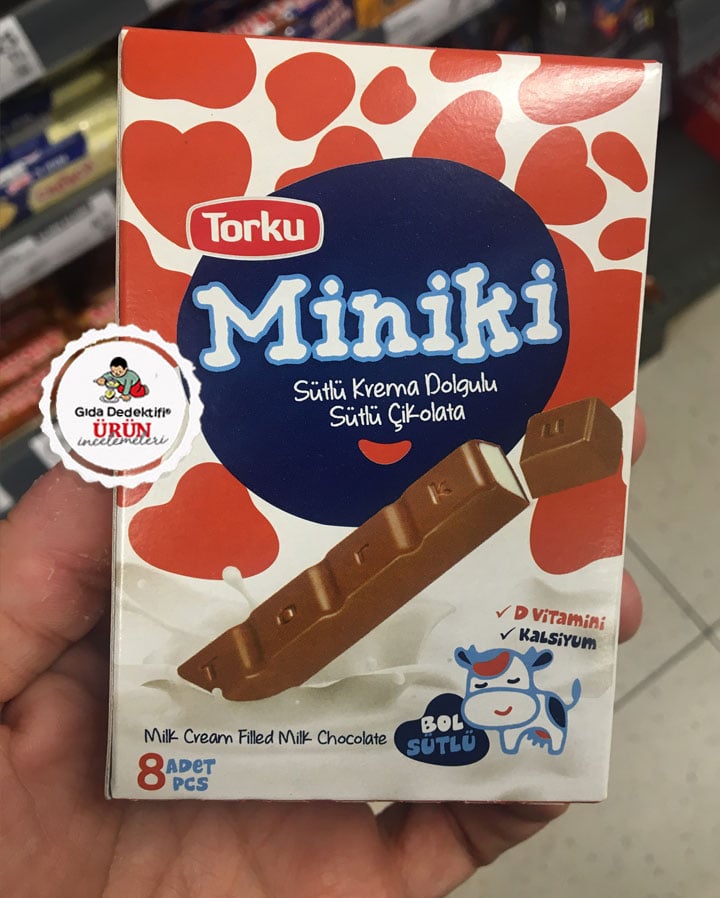 Torku
Miniki
Sütlü Krema Dolgulu
Sütlü Çikolata
Gıda Dedektifi®
ÜRÜN
incelemeleri
T O R K U
✓ D Vitamini
✓ Kalsiyum
Milk Cream Filled Milk Chocolate
BOL
SÜTLÜ
8 ADET
PCS